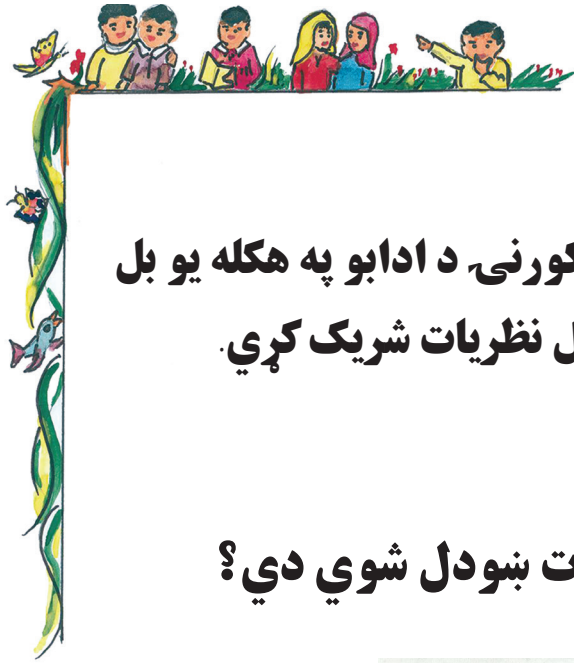 کورنۍ د ادابو په هکله یو بل
نظریات شریک کړي.
ښودل شوي دي؟